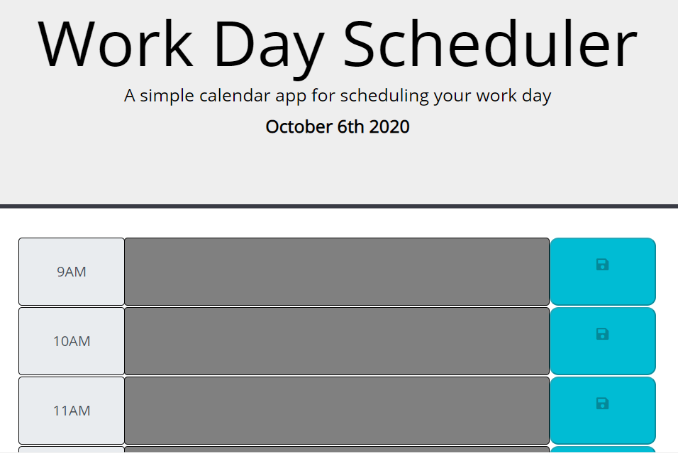 Work Day Scheduler
A simple calendar app for scheduling your work day
October 6th 2020
9AM
10AM
11AM